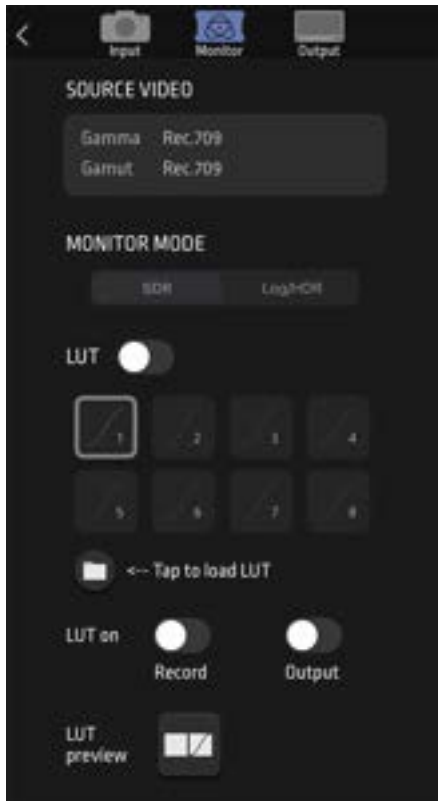 Input Monitor Output
SOURCE VIDEO
Gamma Rec.709
Gamut Rec.709
MONITOR MODE
SDR Log/HDR
LUT
1 2 3 4
5 6 7 8
<-- Tap to load LUT
LUT on
Record Output
LUT
preview